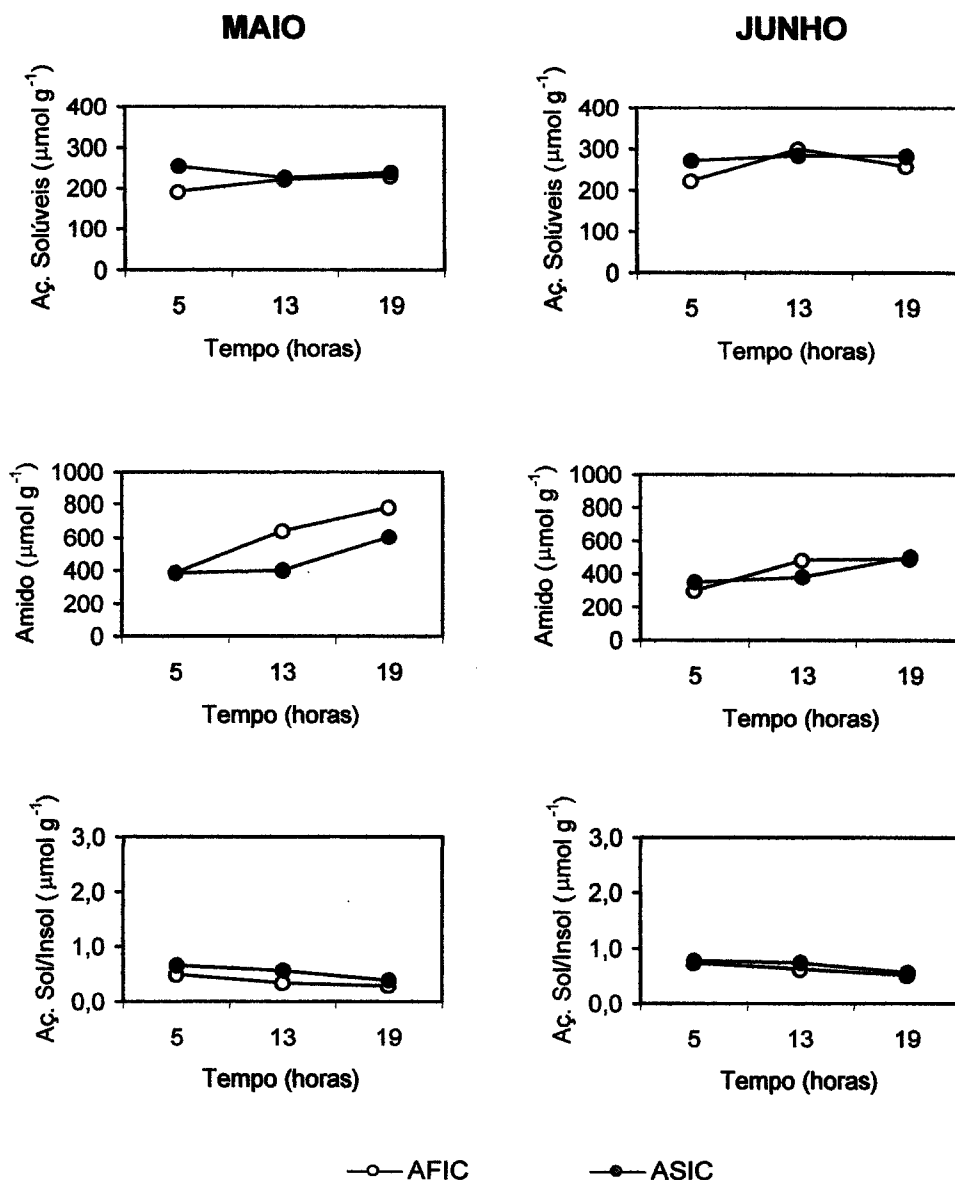 MAIO
JUNHO
Aç. Solúveis (µmol g⁻¹)
400
300
200
100
0
5 13 19
Tempo (horas)
Aç. Solúveis (µmol g⁻¹)
400
300
200
100
0
5 13 19
Tempo (horas)
Amido (µmol g⁻¹)
1000
800
600
400
200
0
5 13 19
Tempo (horas)
Amido (µmol g⁻¹)
1000
800
600
400
200
0
5 13 19
Tempo (horas)
Aç. Sol/Insol (µmol g⁻¹)
3,0
2,0
1,0
0,0
5 13 19
Tempo (horas)
Aç. Sol/Insol (µmol g⁻¹)
3,0
2,0
1,0
0,0
5 13 19
Tempo (horas)
AFIC ASIC